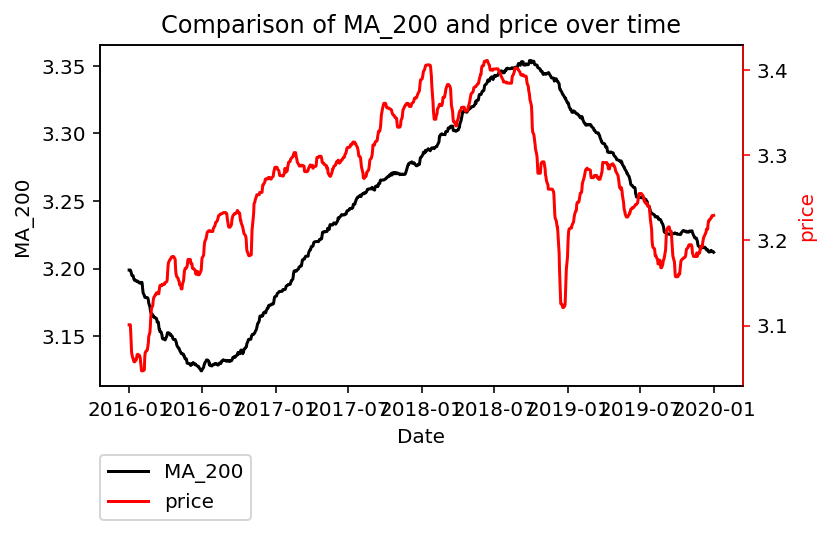 Comparison of MA_200 and price over time
3.35
3.30
3.25
3.20
3.15
MA_200
3.4
3.3
3.2
3.1
price
2016-01 2016-07 2017-01 2017-07 2018-01 2018-07 2019-01 2019-07 2020-01
Date
MA_200
price